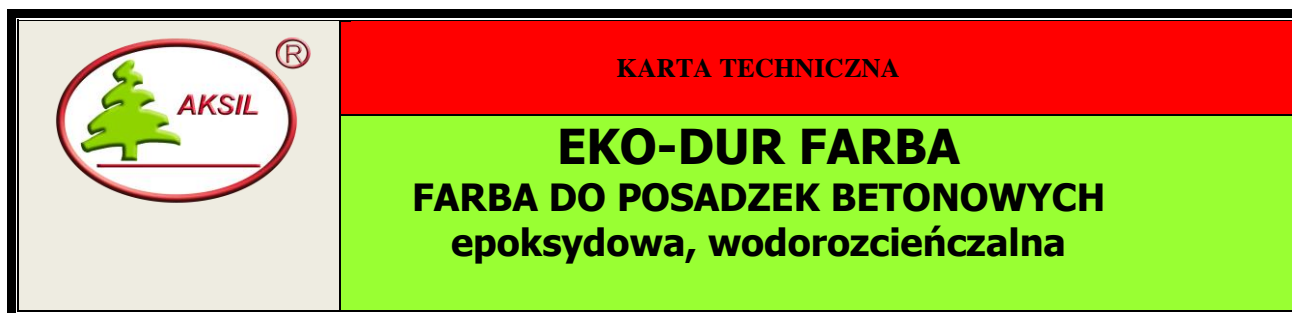 ®
AKSIL
KARTA TECHNICZNA
EKO-DUR FARBA
FARBA DO POSADZEK BETONOWYCH
epoksydowa, wodorozcieńczalna